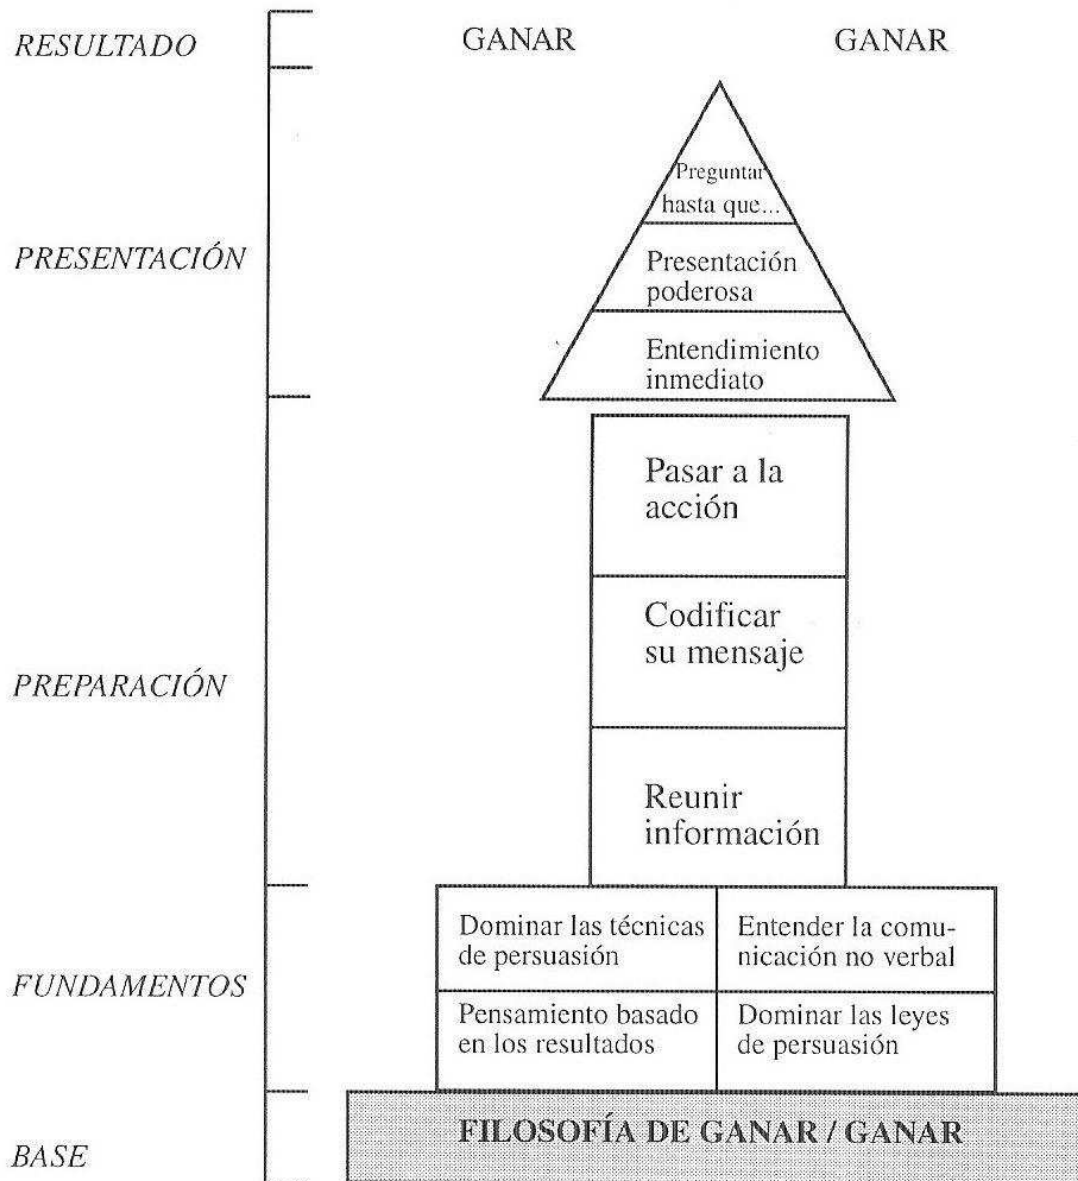 RESULTADO
GANAR GANAR
Preguntar
hasta que...
PRESENTACIÓN
Presentación
poderosa
Entendimiento
inmediato
Pasar a la
acción
Codificar
su mensaje
PREPARACIÓN
Reunir
información
Dominar las técnicas
de persuasión
Entender la comu-
nicación no verbal
FUNDAMENTOS
Pensamiento basado
en los resultados
Dominar las leyes
de persuasión
FILOSOFÍA DE GANAR / GANAR
BASE